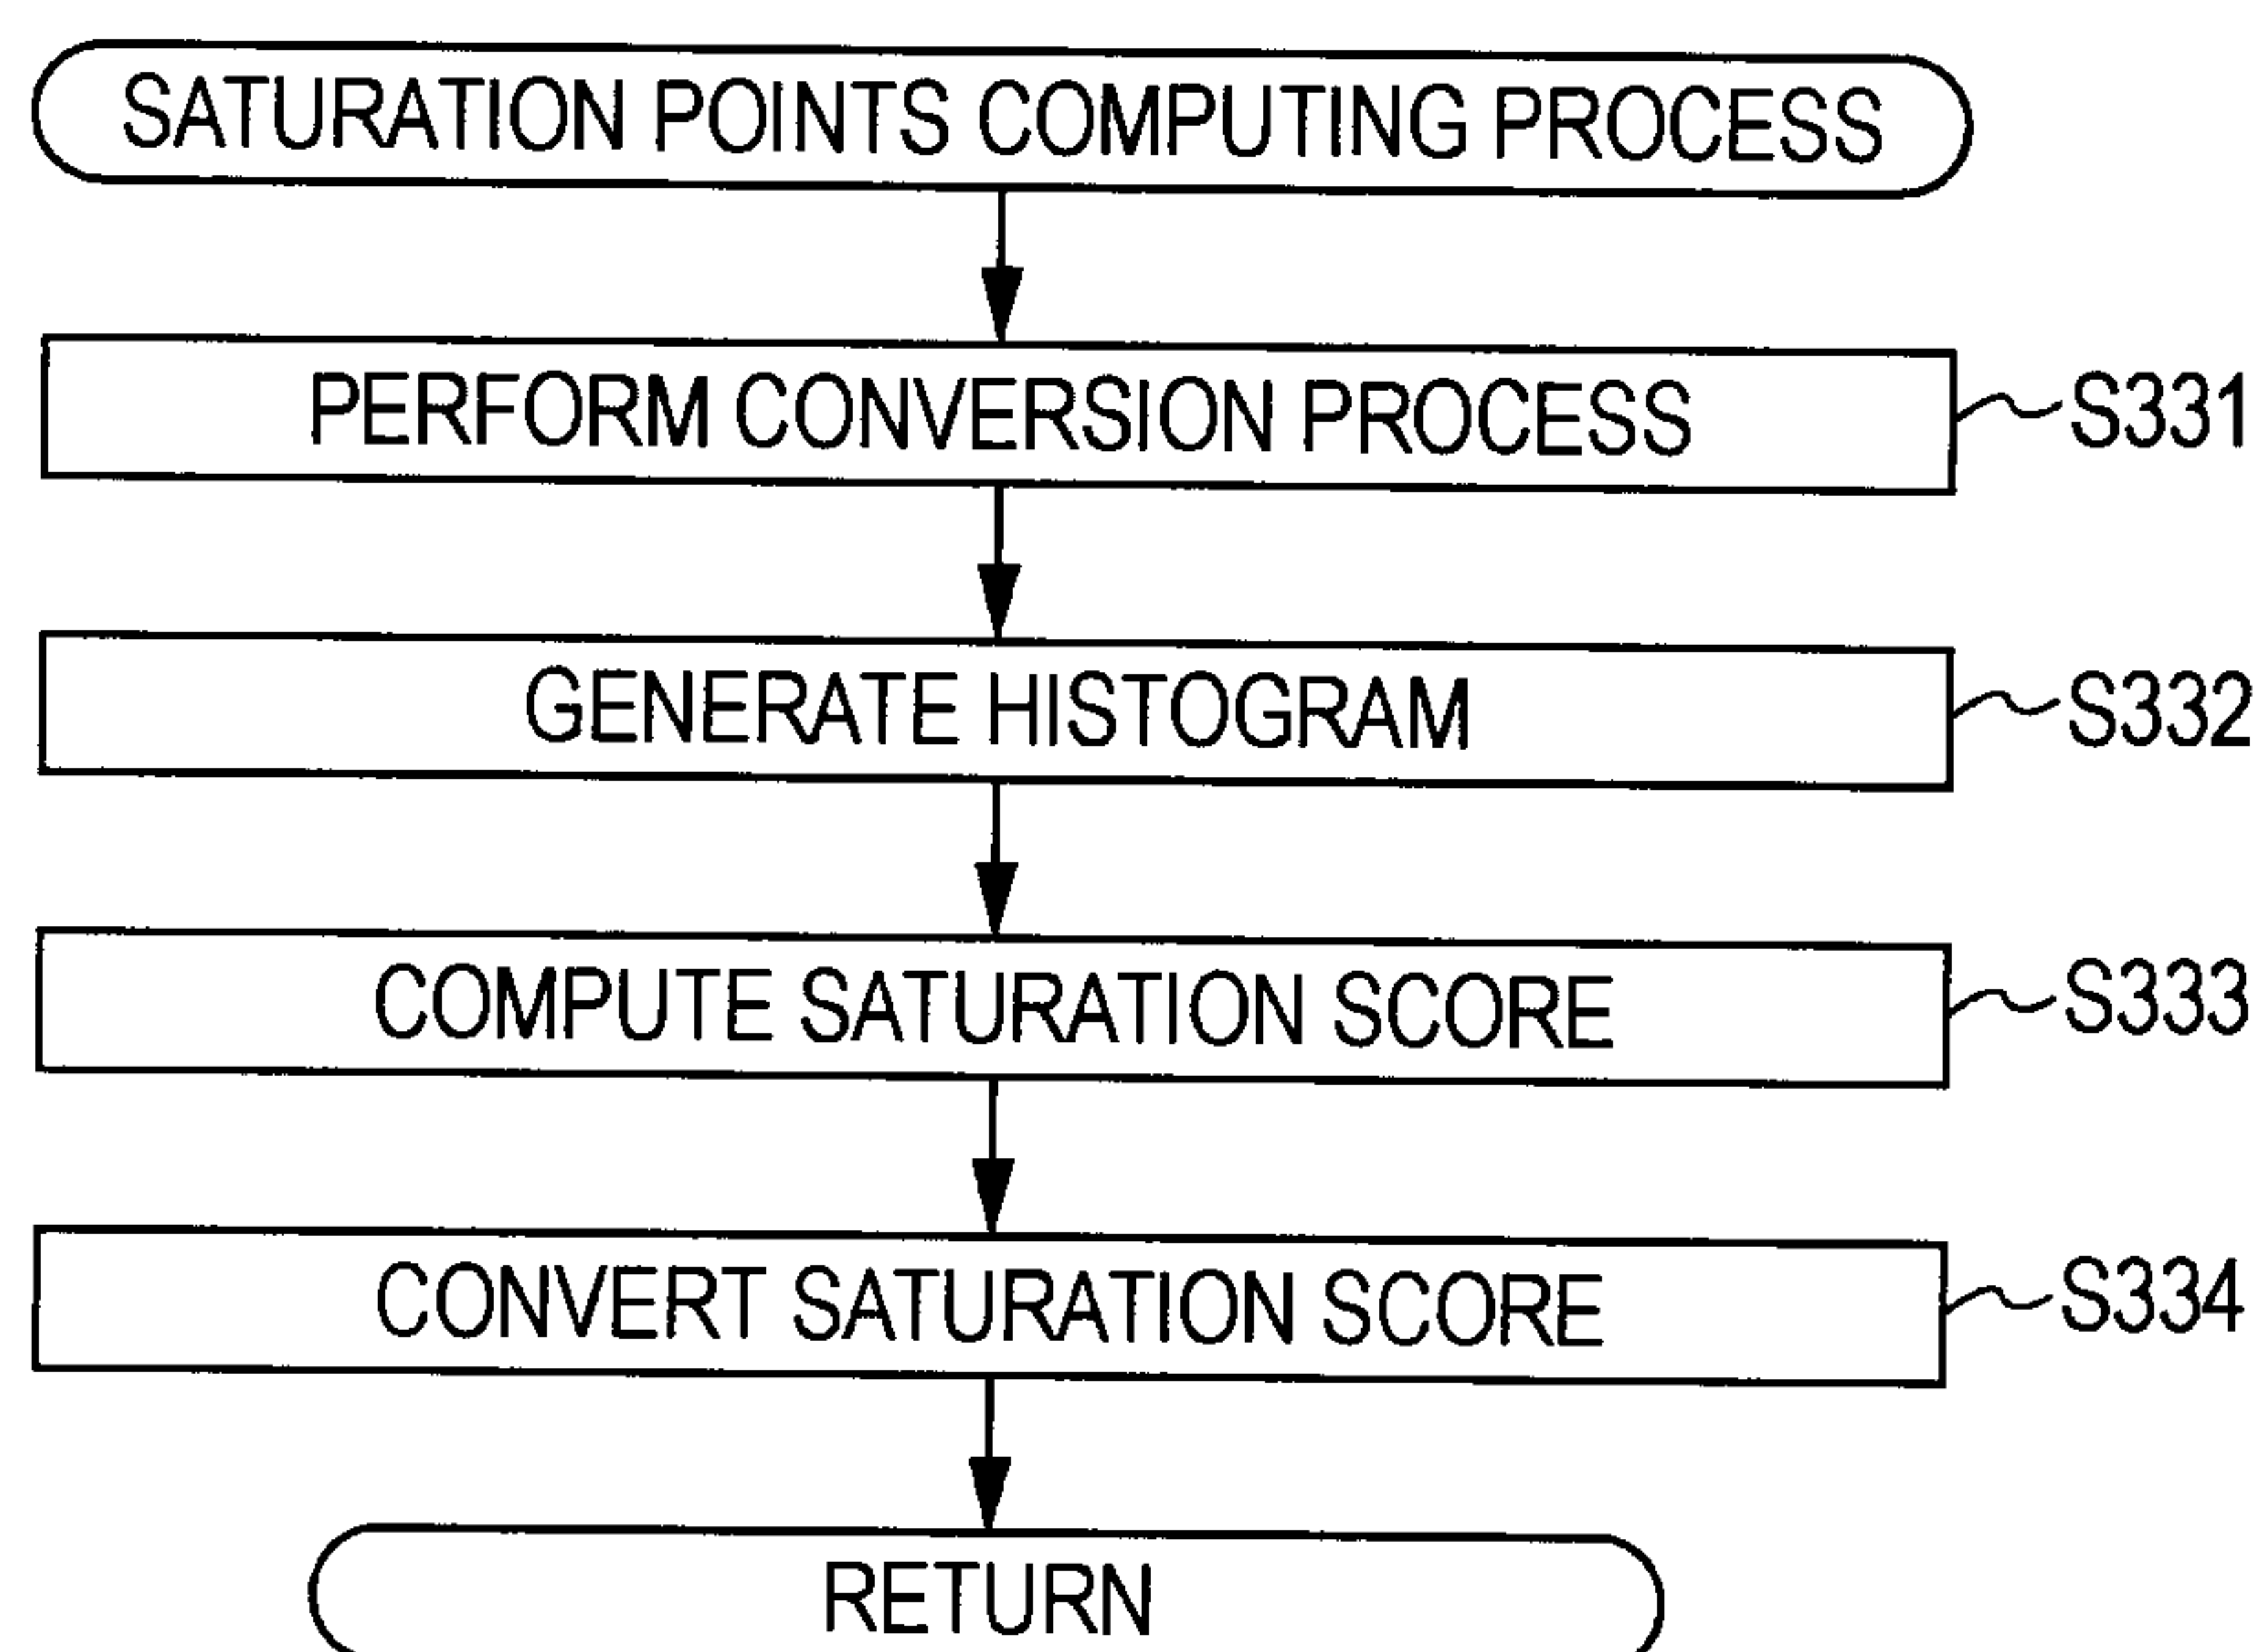 SATURATION POINTS COMPUTING PROCESS
PERFORM CONVERSION PROCESS
S331
GENERATE HISTOGRAM
S332
COMPUTE SATURATION SCORE
S333
CONVERT SATURATION SCORE
S334
RETURN